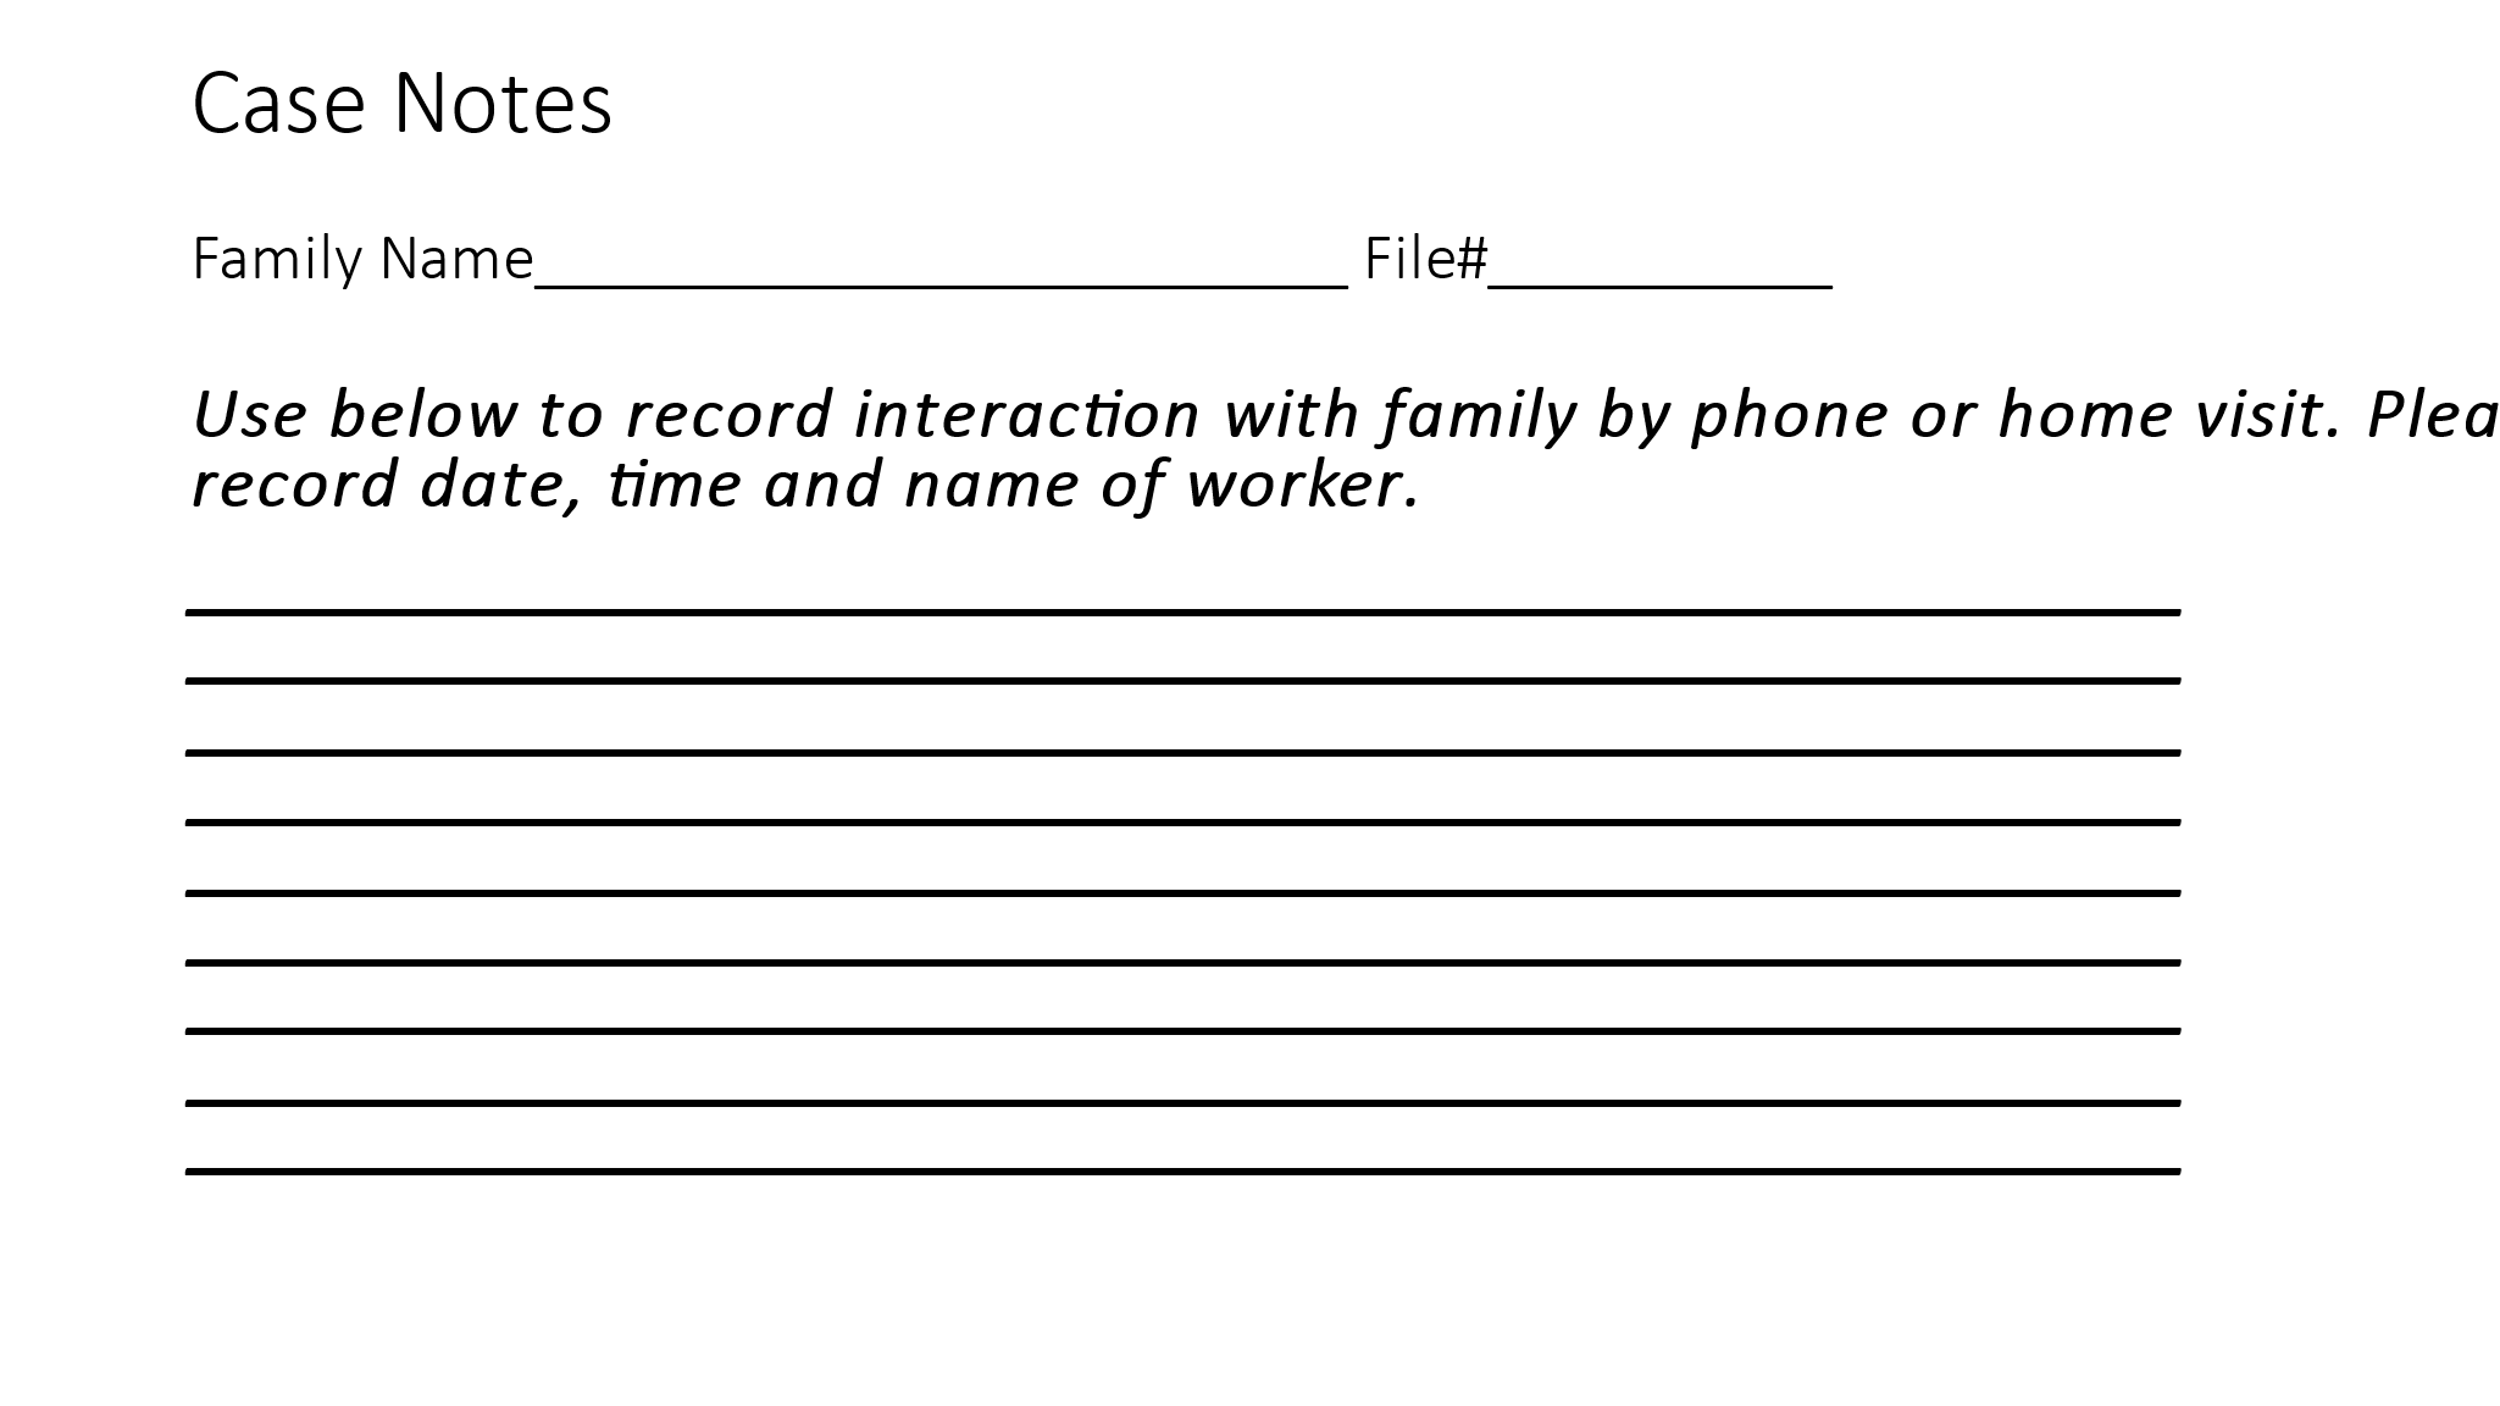 Case Notes
Family Name____________________________ File#____________
Use below to record interaction with family by phone or home visit. Plea
record date, time and name of worker.